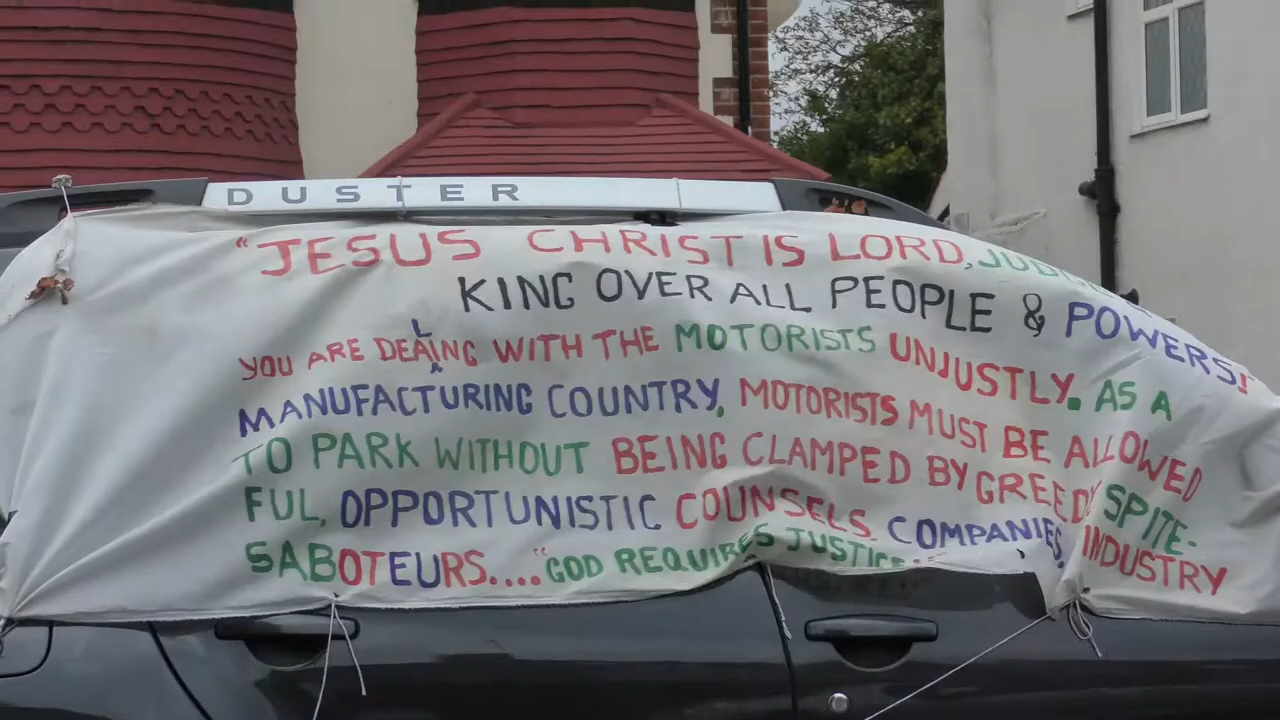 DUSTER
"JESUS CHRIST IS LORD,
KING OVER ALL PEOPLE & POWERS!
YOU ARE DEALING WITH THE MOTORISTS UNJUSTLY. AS A
MANUFACTURING COUNTRY, MOTORISTS MUST BE ALLOWED
TO PARK WITHOUT BEING CLAMPED BY GREEDY SPITE-
FUL, OPPORTUNISTIC COUNSELS, COMPANIES, INDUSTRY
SABOTEURS.... "GOD REQUIRES JUSTICE